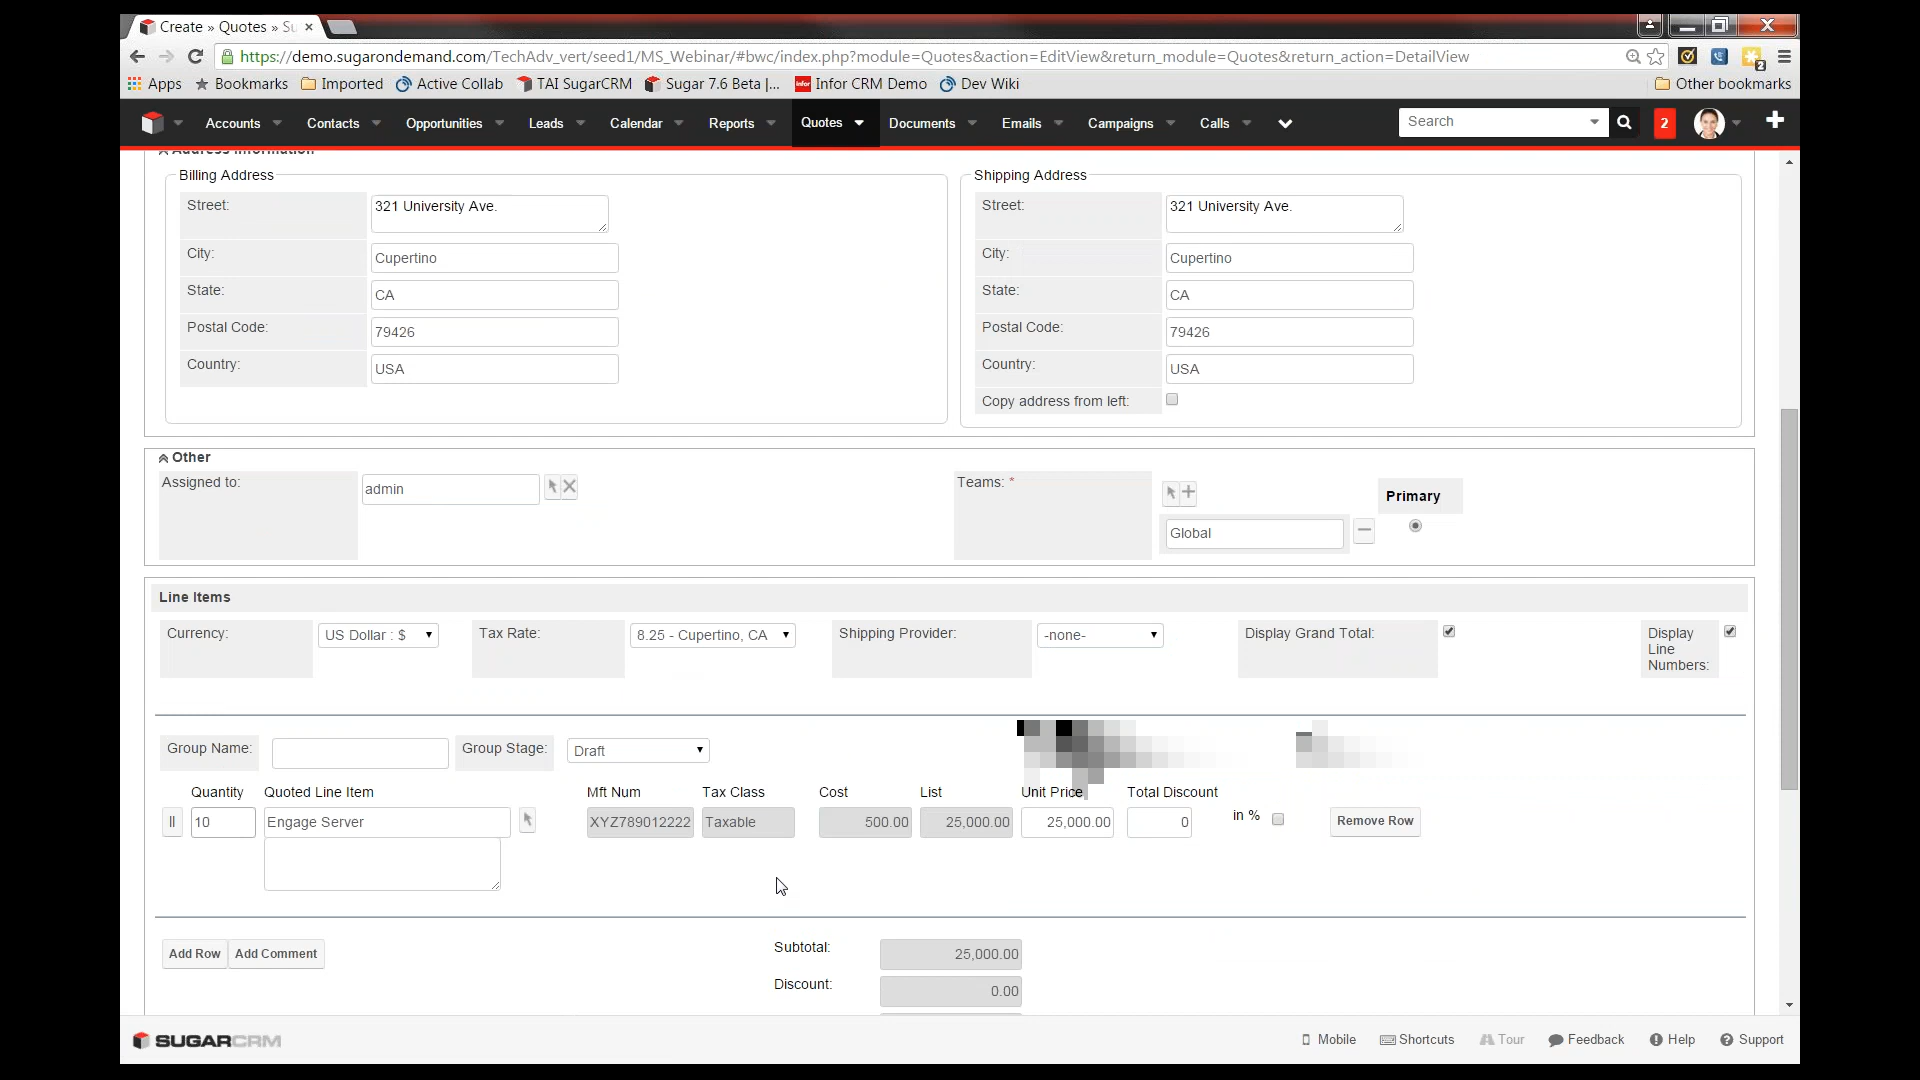 Create » Quotes » Su
https://demo.sugarondemand.com/TechAdv_vert/seed1/MS_Webinar/#bwc/index.php?module=Quotes&action=EditView&return_module=Quotes&return_action=DetailView
2
Apps Bookmarks Imported Active Collab TAI SugarCRM Sugar 7.6 Beta |... Infor CRM Demo Dev Wiki Other bookmarks
Accounts Contacts Opportunities Leads Calendar Reports Quotes Documents Emails Campaigns Calls Search 2
Address Information
Billing Address Shipping Address
Street: 321 University Ave. Street: 321 University Ave.
City: Cupertino City: Cupertino
State: CA State: CA
Postal Code: 79426 Postal Code: 79426
Country: USA Country: USA
Copy address from left:
Other
Assigned to: admin Teams: * Primary
Global
Line Items
Currency: US Dollar : $ Tax Rate: 8.25 - Cupertino, CA Shipping Provider: -none- Display Grand Total: Display
Line
Numbers:
Group Name: Group Stage: Draft
Quantity Quoted Line Item Mft Num Tax Class Cost List Unit Price Total Discount
10 Engage Server XYZ789012222 Taxable 500.00 25,000.00 25,000.00 0 in % Remove Row
Add Row Add Comment Subtotal: 25,000.00
Discount: 0.00
SUGARCRM Mobile Shortcuts Tour Feedback Help Support